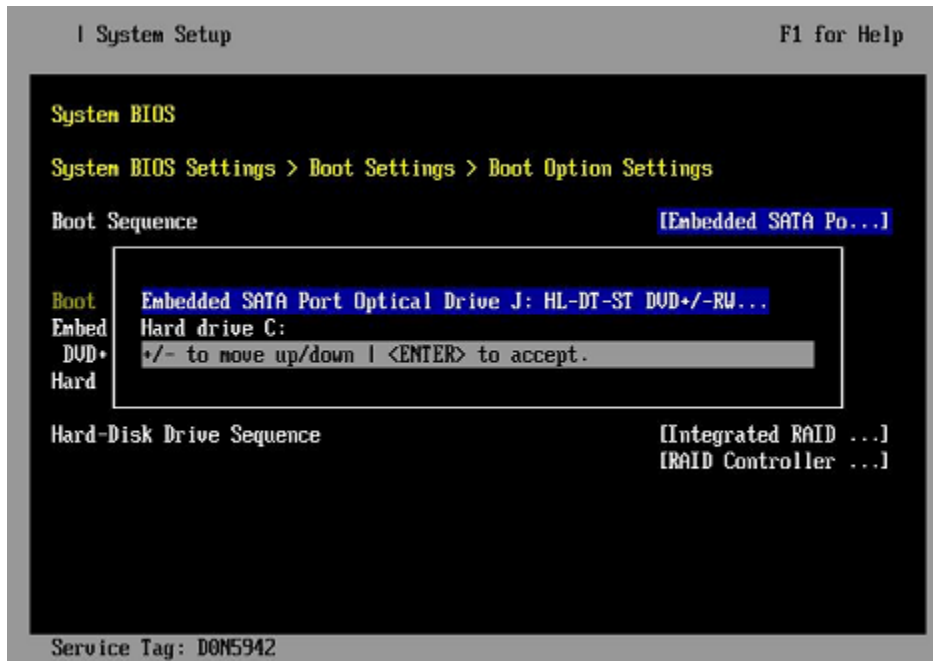 | System Setup F1 for Help
System BIOS
System BIOS Settings > Boot Settings > Boot Option Settings
Boot Sequence [Embedded SATA Po...]
Embedded SATA Port Optical Drive J: HL-DT-ST DVD+/-RW...
Hard drive C:
+/- to move up/down | <ENTER> to accept.
Boot
Embed
DVD+
Hard
Hard-Disk Drive Sequence [Integrated RAID ...]
[RAID Controller ...]
Service Tag: D0N5942